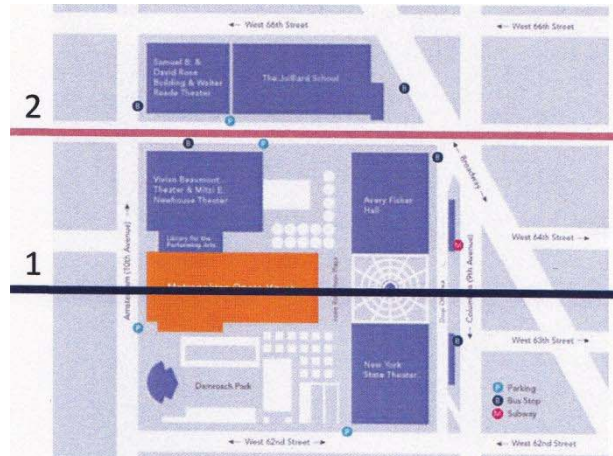 West 66th Street
West 66th Street
Samuel B. &
David Rose
Building & Walter
Reade Theater
The Juilliard School
B
B
2
P
B
P
B
Broadway
Vivian Beaumont
Theater & Mitzi E.
Newhouse Theater
Avery Fisher
Hall
Library for the
Performing Arts
M
West 64th Street
1
Amsterdam (10th Avenue)
Columbus (9th Avenue)
P
West 63rd Street
B
New York
State Theater
Damrosch Park
P Parking
B Bus Stop
M Subway
P
West 62nd Street
West 62nd Street